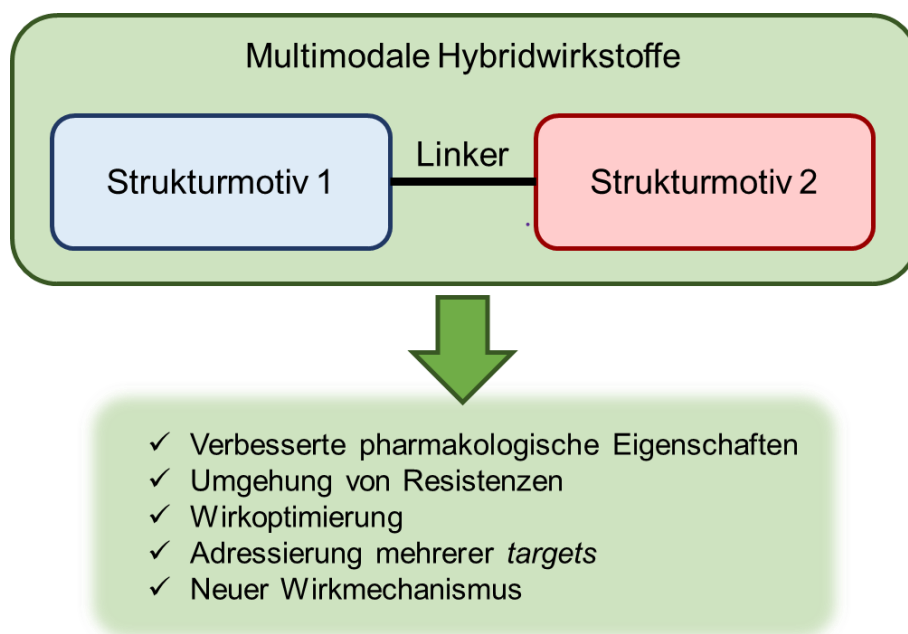 Multimodale Hybridwirkstoffe
Linker
Strukturmotiv 1
Strukturmotiv 2
✓ Verbesserte pharmakologische Eigenschaften
✓ Umgehung von Resistenzen
✓ Wirkoptimierung
✓ Adressierung mehrerer targets
✓ Neuer Wirkmechanismus